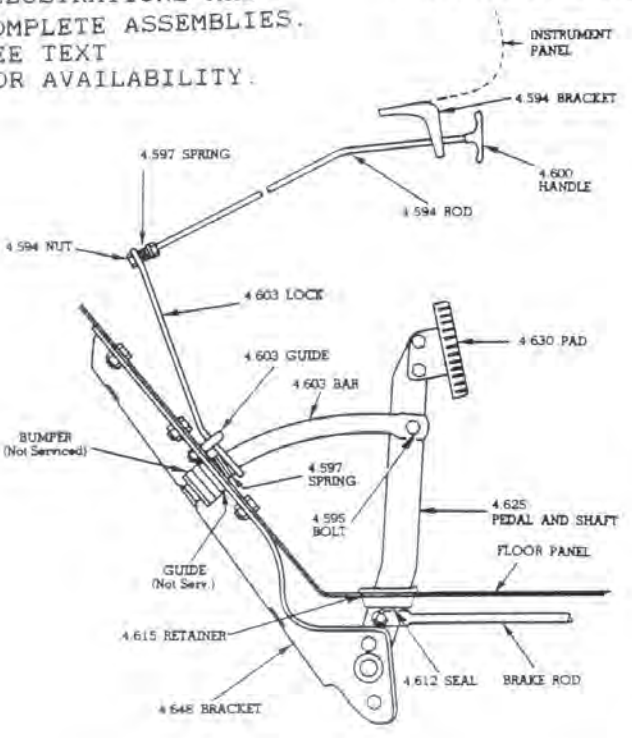 OMPLETE ASSEMBLIES.
EE TEXT
OR AVAILABILITY.
INSTRUMENT
PANEL
4.594 BRACKET
4.597 SPRING
4.600
HANDLE
4.594 ROD
4.594 NUT
4.603 LOCK
4.603 GUIDE
4.630 PAD
4.603 BAR
BUMPER
(Not Serviced)
4.597
SPRING
4.595
BOLT
4.625
PEDAL AND SHAFT
FLOOR PANEL
GUIDE
(Not Serv.)
4.615 RETAINER
4.612 SEAL
BRAKE ROD
4.648 BRACKET